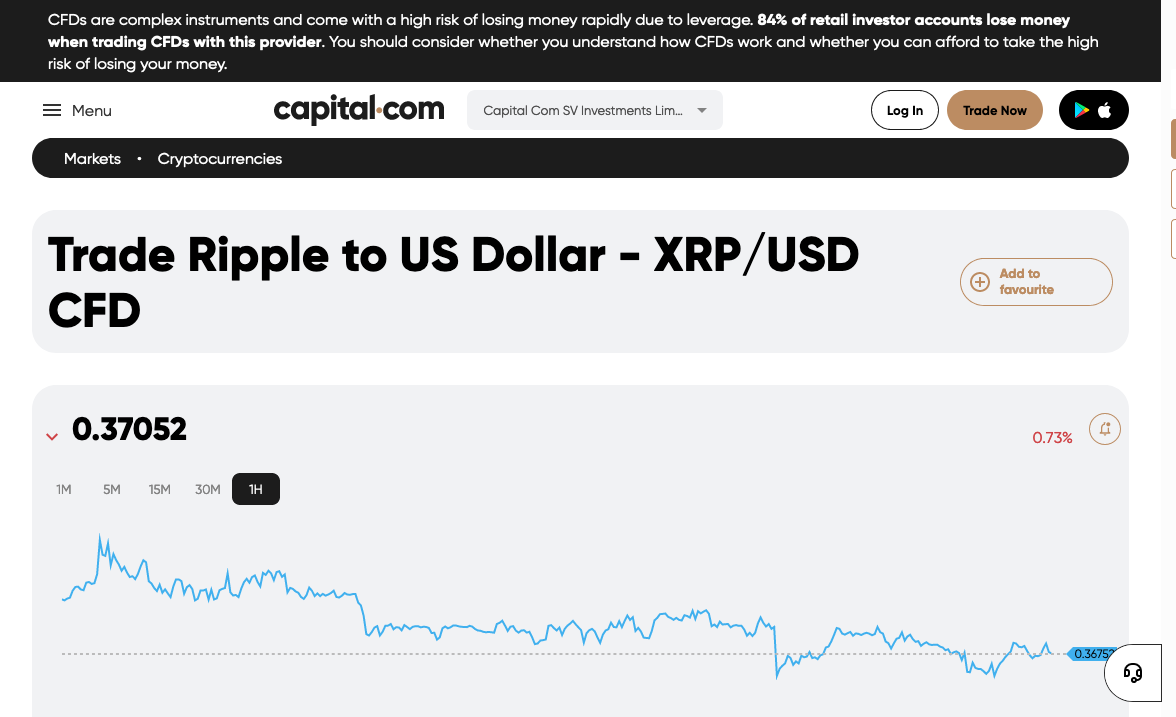 CFDs are complex instruments and come with a high risk of losing money rapidly due to leverage. 84% of retail investor accounts lose money
when trading CFDs with this provider. You should consider whether you understand how CFDs work and whether you can afford to take the high
risk of losing your money.
Menu
capital.com
Capital Com SV Investments Lim...
Log In
Trade Now
Markets • Cryptocurrencies
Trade Ripple to US Dollar - XRP/USD
CFD
Add to
favourite
0.37052
0.73%
1M 5M 15M 30M 1H
0.36752